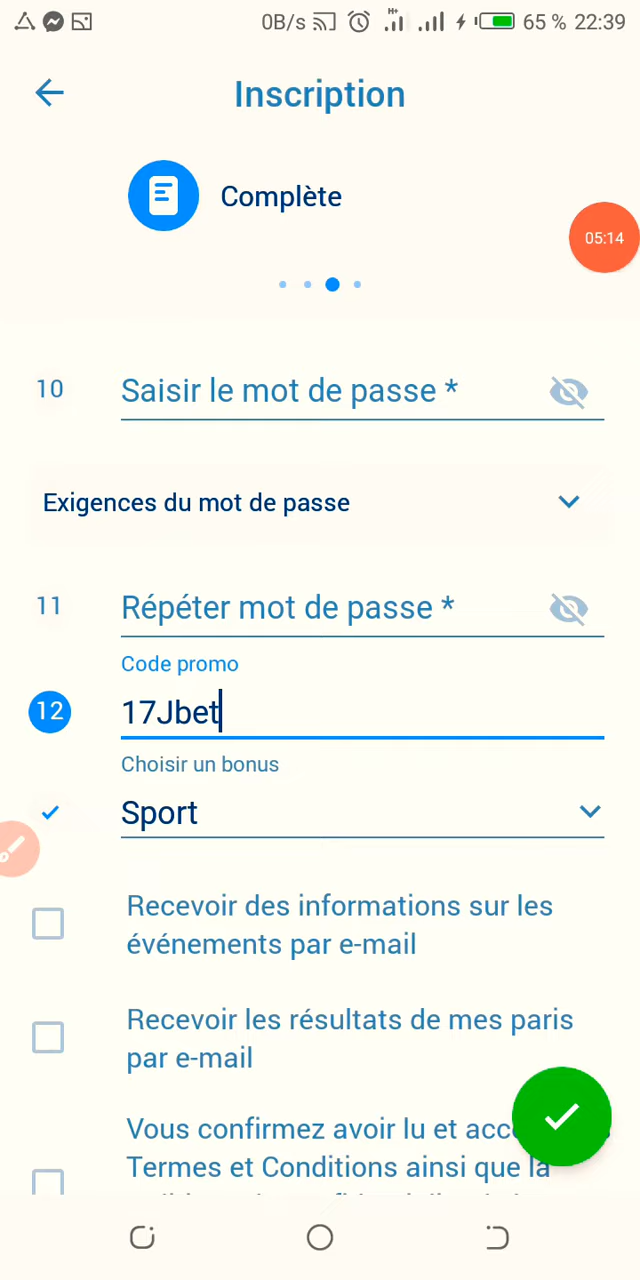 0B/s H+ 65 % 22:39
Inscription
Complète
05:14
10 Saisir le mot de passe *
Exigences du mot de passe
11 Répéter mot de passe *
Code promo
12 17Jbet
Choisir un bonus
Sport
Recevoir des informations sur les
événements par e-mail
Recevoir les résultats de mes paris
par e-mail
Vous confirmez avoir lu et
Termes et Conditions ainsi que la